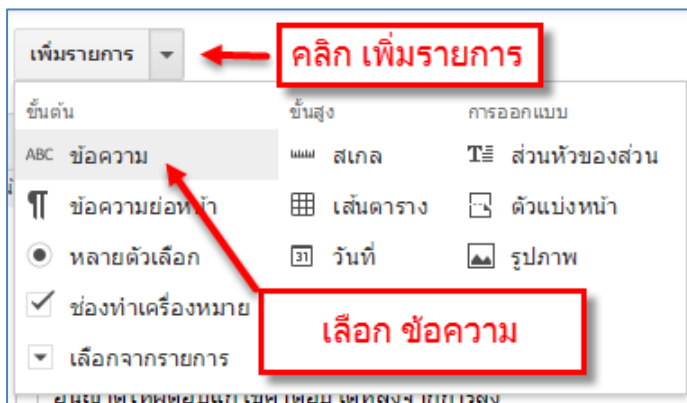 เพิ่มรายการ
คลิก เพิ่มรายการ
ขั้นต้น ขั้นสูง การออกแบบ
ABC ข้อความ สเกล T ส่วนหัวของส่วน
¶ ข้อความย่อหน้า เส้นตาราง ตัวแบ่งหน้า
หลายตัวเลือก 31 วันที่ รูปภาพ
ช่องทำเครื่องหมาย
เลือก ข้อความ
เลือกจากรายการ